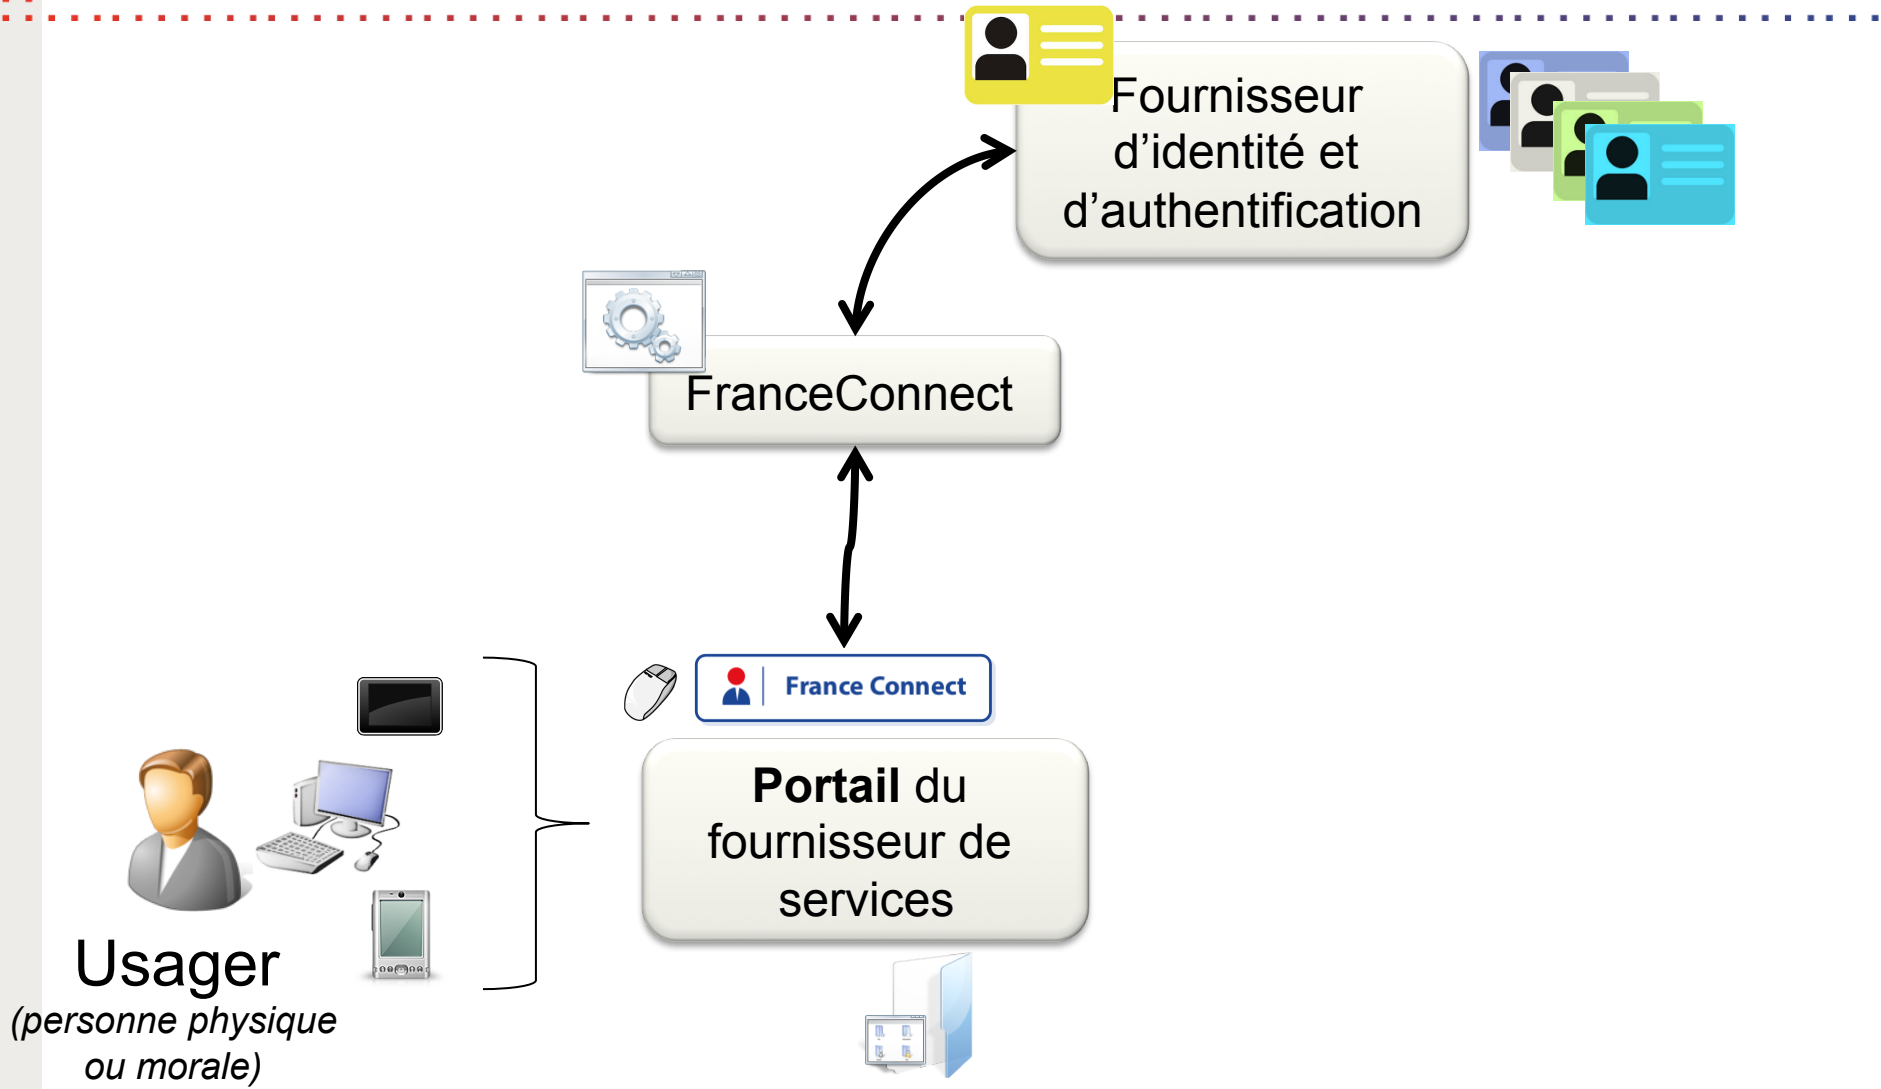 Fournisseur
d’identité et
d’authentification
FranceConnect
France Connect
Portail du
fournisseur de
services
Usager
(personne physique
ou morale)